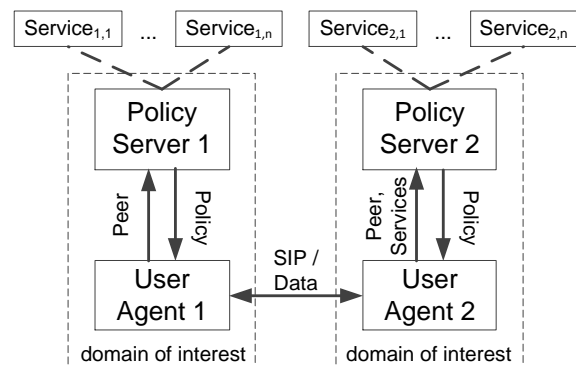 Service1,1 ... Service1,n Service2,1 ... Service2,n
Policy Server 1
Policy Server 2
Peer
Policy
Peer, Services
Policy
SIP / Data
User Agent 1
User Agent 2
domain of interest
domain of interest